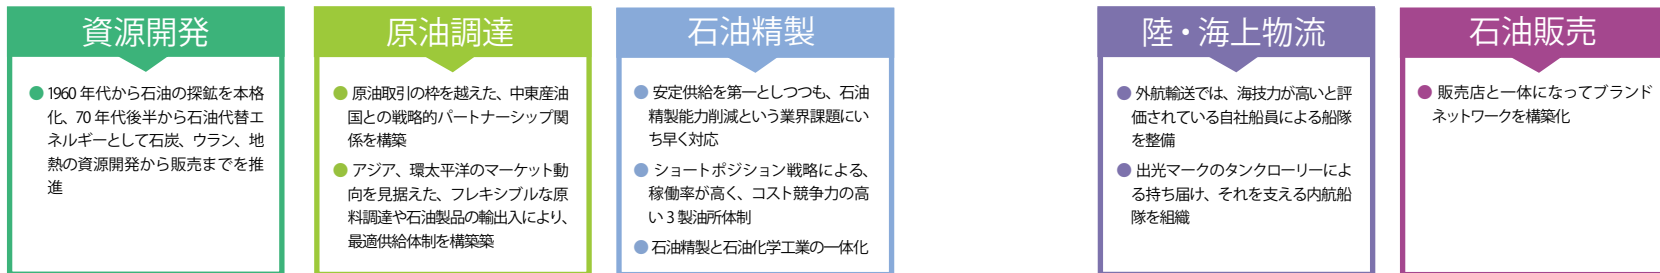 資源開発
● 1960年代から石油の探鉱を本格
化、70年代後半から石油代替エ
ネルギーとして石炭、ウラン、地
熱の資源開発から販売までを推
進
原油調達
● 原油取引の枠を越えた、中東産油
国との戦略的パートナーシップ関
係を構築
● アジア、環太平洋のマーケット動
向を見据えた、フレキシブルな原
料調達や石油製品の輸出入により、
最適供給体制を構築築
石油精製
● 安定供給を第一としつつも、石油
精製能力削減という業界課題にい
ち早く対応
● ショートポジション戦略による、
稼働率が高く、コスト競争力の高
い3製油所体制
● 石油精製と石油化学工業の一体化
陸・海上物流
● 外航輸送では、海技力が高いと評
価されている自社船員による船隊
を整備
● 出光マークのタンクローリーによ
る持ち届け、それを支える内航船
隊を組織
石油販売
● 販売店と一体になってブランド
ネットワークを構築化